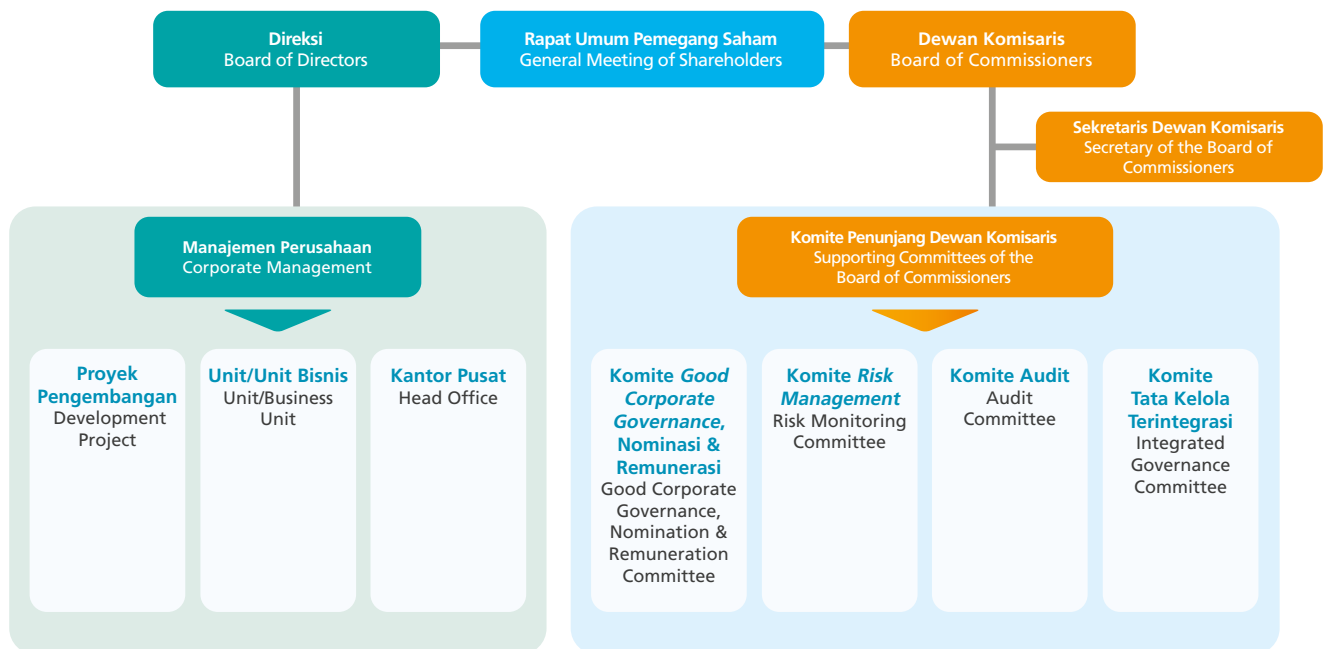 Direksi
Board of Directors
Rapat Umum Pemegang Saham
General Meeting of Shareholders
Dewan Komisaris
Board of Commissioners
Sekretaris Dewan Komisaris
Secretary of the Board of
Commissioners
Manajemen Perusahaan
Corporate Management
Komite Penunjang Dewan Komisaris
Supporting Committees of the
Board of Commissioners
Proyek
Pengembangan
Development
Project
Unit/Unit Bisnis
Unit/Business
Unit
Kantor Pusat
Head Office
Komite Good
Corporate
Governance,
Nominasi &
Remunerasi
Good Corporate
Governance,
Nomination &
Remuneration
Committee
Komite Risk
Management
Risk Monitoring
Committee
Komite Audit
Audit
Committee
Komite
Tata Kelola
Terintegrasi
Integrated
Governance
Committee